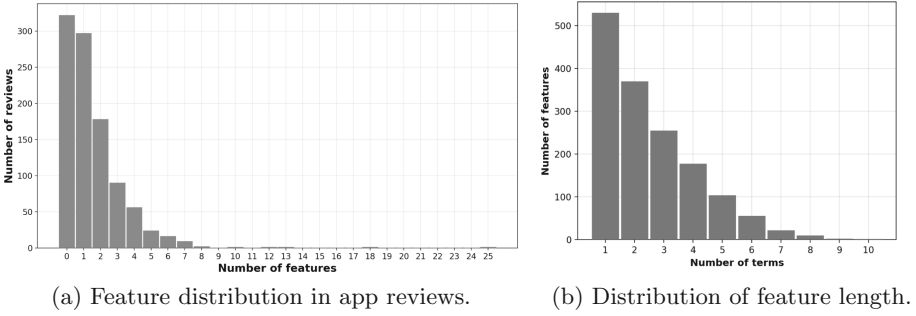 300
250
200
150
100
50
0
Number of reviews
0 1 2 3 4 5 6 7 8 9 10 11 12 13 14 15 16 17 18 19 20 21 22 23 24 25
Number of features
(a) Feature distribution in app reviews.
500
400
300
200
100
0
Number of features
1 2 3 4 5 6 7 8 9 10
Number of terms
(b) Distribution of feature length.